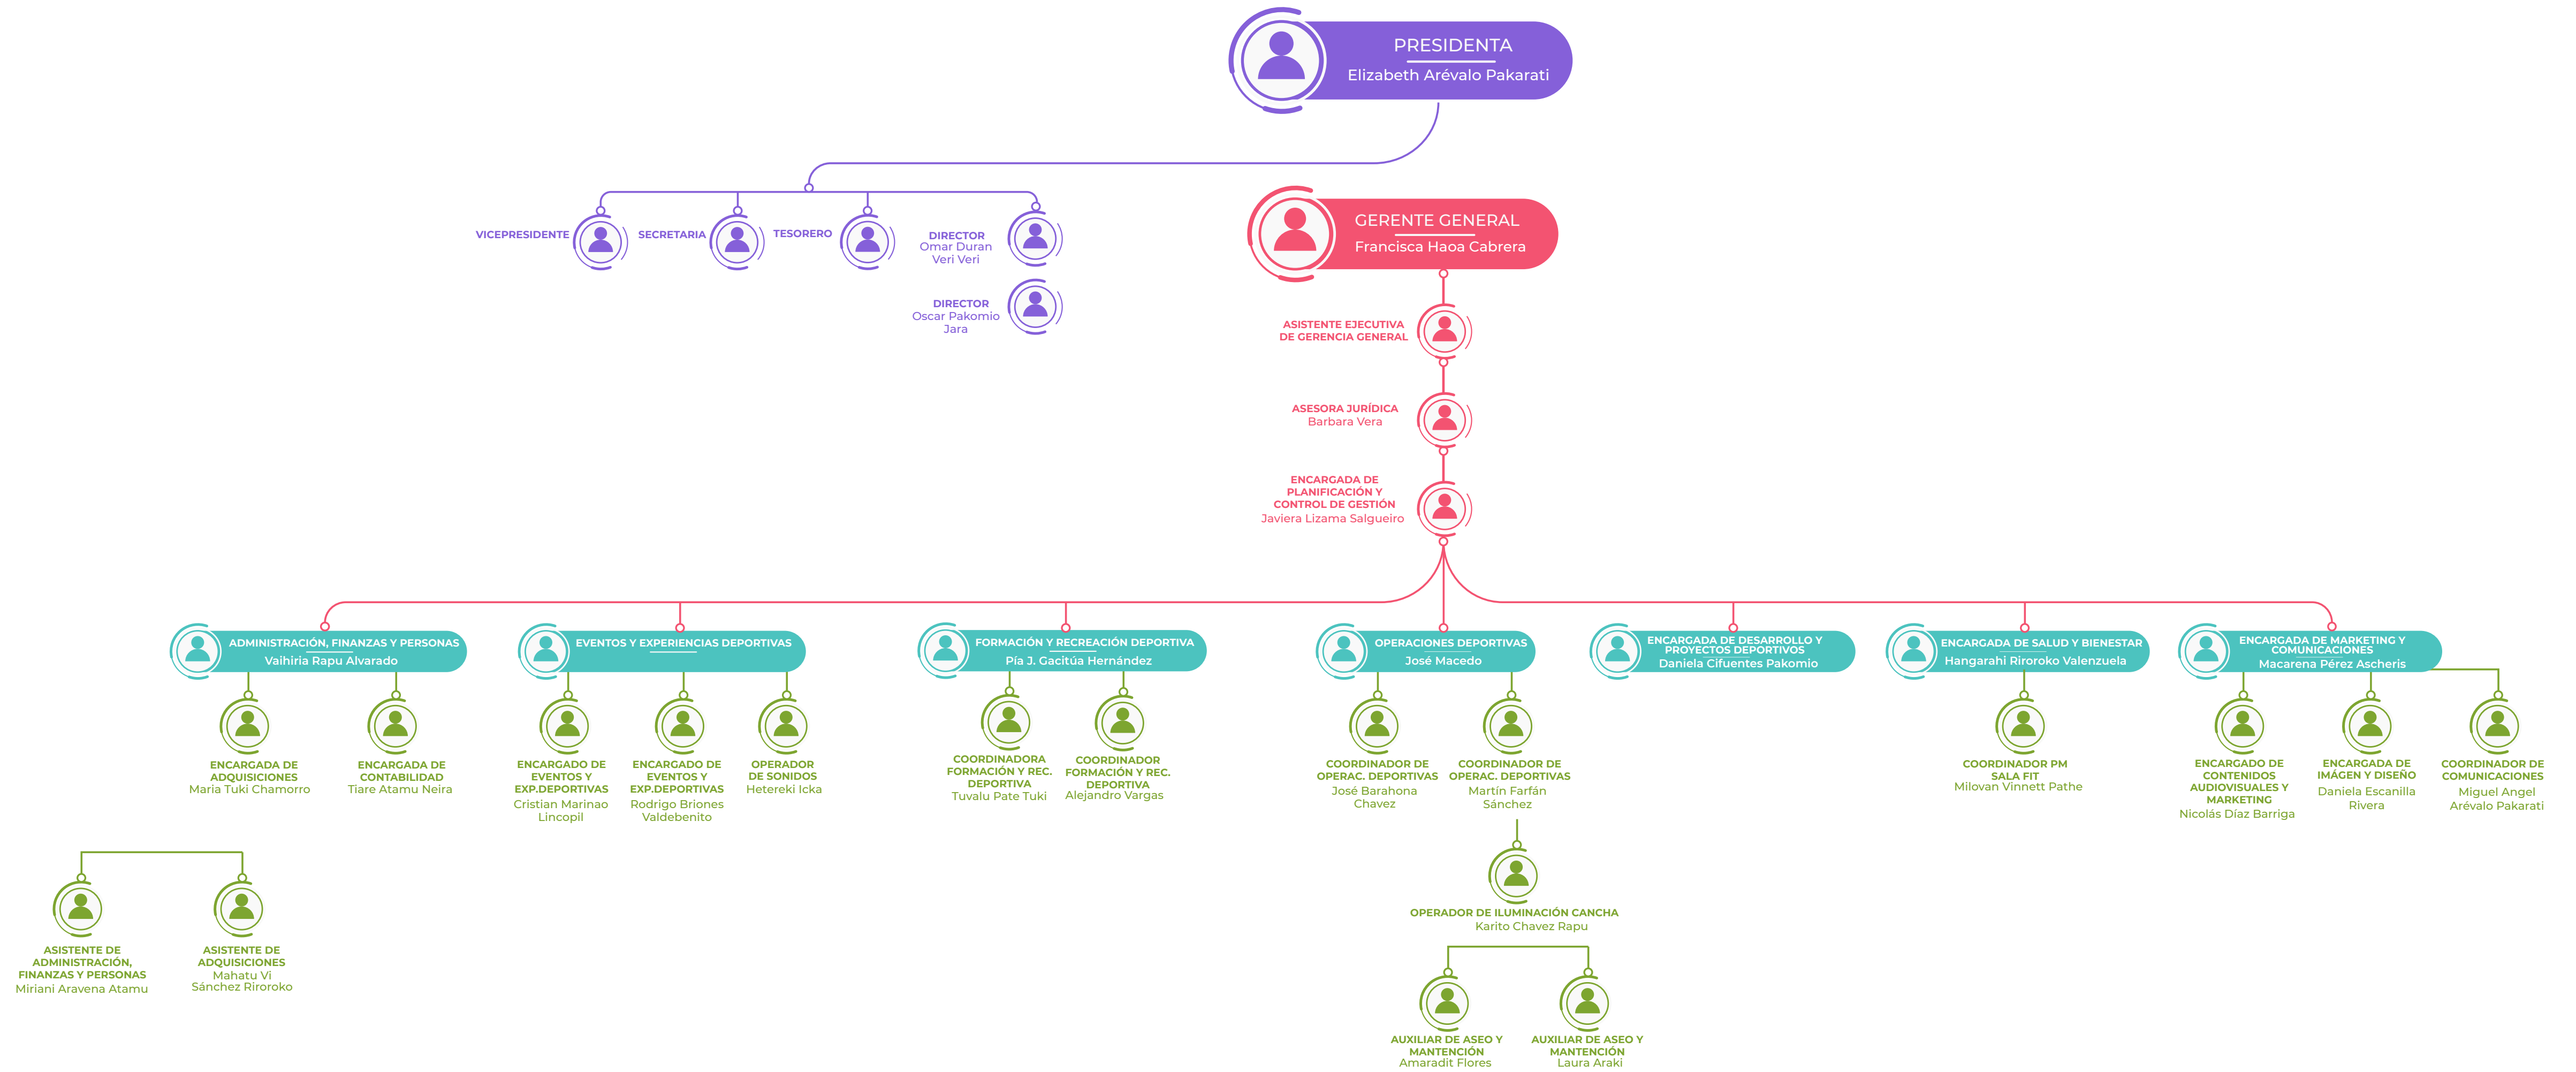 PRESIDENTA
Elizabeth Arévalo Pakarati
VICEPRESIDENTE
SECRETARIA
TESORERO
DIRECTOR
Omar Duran
Veri Veri
DIRECTOR
Oscar Pakomio
Jara
GERENTE GENERAL
Francisca Haoa Cabrera
ASISTENTE EJECUTIVA
DE GERENCIA GENERAL
ASESORA JURÍDICA
Barbara Vera
ENCARGADA DE
PLANIFICACIÓN Y
CONTROL DE GESTIÓN
Javiera Lizama Salgueiro
ADMINISTRACIÓN, FINANZAS Y PERSONAS
Vaihiria Rapu Alvarado
EVENTOS Y EXPERIENCIAS DEPORTIVAS
FORMACIÓN Y RECREACIÓN DEPORTIVA
Pía J. Gacitúa Hernández
OPERACIONES DEPORTIVAS
José Macedo
ENCARGADA DE DESARROLLO Y
PROYECTOS DEPORTIVOS
Daniela Cifuentes Pakomio
ENCARGADA DE SALUD Y BIENESTAR
Hangarahi Riroroko Valenzuela
ENCARGADA DE MARKETING Y
COMUNICACIONES
Macarena Pérez Ascheris
ENCARGADA DE
ADQUISICIONES
Maria Tuki Chamorro
ENCARGADA DE
CONTABILIDAD
Tiare Atamu Neira
ENCARGADO DE
EVENTOS Y
EXP.DEPORTIVAS
Cristian Marinao
Lincopil
ENCARGADO DE
EVENTOS Y
EXP.DEPORTIVAS
Rodrigo Briones
Valdebenito
OPERADOR
DE SONIDOS
Hetereki Icka
COORDINADORA
FORMACIÓN Y REC.
DEPORTIVA
Tuvalu Pate Tuki
COORDINADOR
FORMACIÓN Y REC.
DEPORTIVA
Alejandro Vargas
COORDINADOR DE
OPERAC. DEPORTIVAS
José Barahona
Chavez
COORDINADOR DE
OPERAC. DEPORTIVAS
Martín Farfán
Sánchez
COORDINADOR PM
SALA FIT
Milovan Vinnett Pathe
ENCARGADO DE
CONTENIDOS
AUDIOVISUALES Y
MARKETING
Nicolás Díaz Barriga
ENCARGADA DE
IMÁGEN Y DISEÑO
Daniela Escanilla
Rivera
COORDINADOR DE
COMUNICACIONES
Miguel Angel
Arévalo Pakarati
ASISTENTE DE
ADMINISTRACIÓN,
FINANZAS Y PERSONAS
Miriani Aravena Atamu
ASISTENTE DE
ADQUISICIONES
Mahatu Vi
Sánchez Riroroko
OPERADOR DE ILUMINACIÓN CANCHA
Karito Chavez Rapu
AUXILIAR DE ASEO Y
MANTENCIÓN
Amaradit Flores
AUXILIAR DE ASEO Y
MANTENCIÓN
Laura Araki